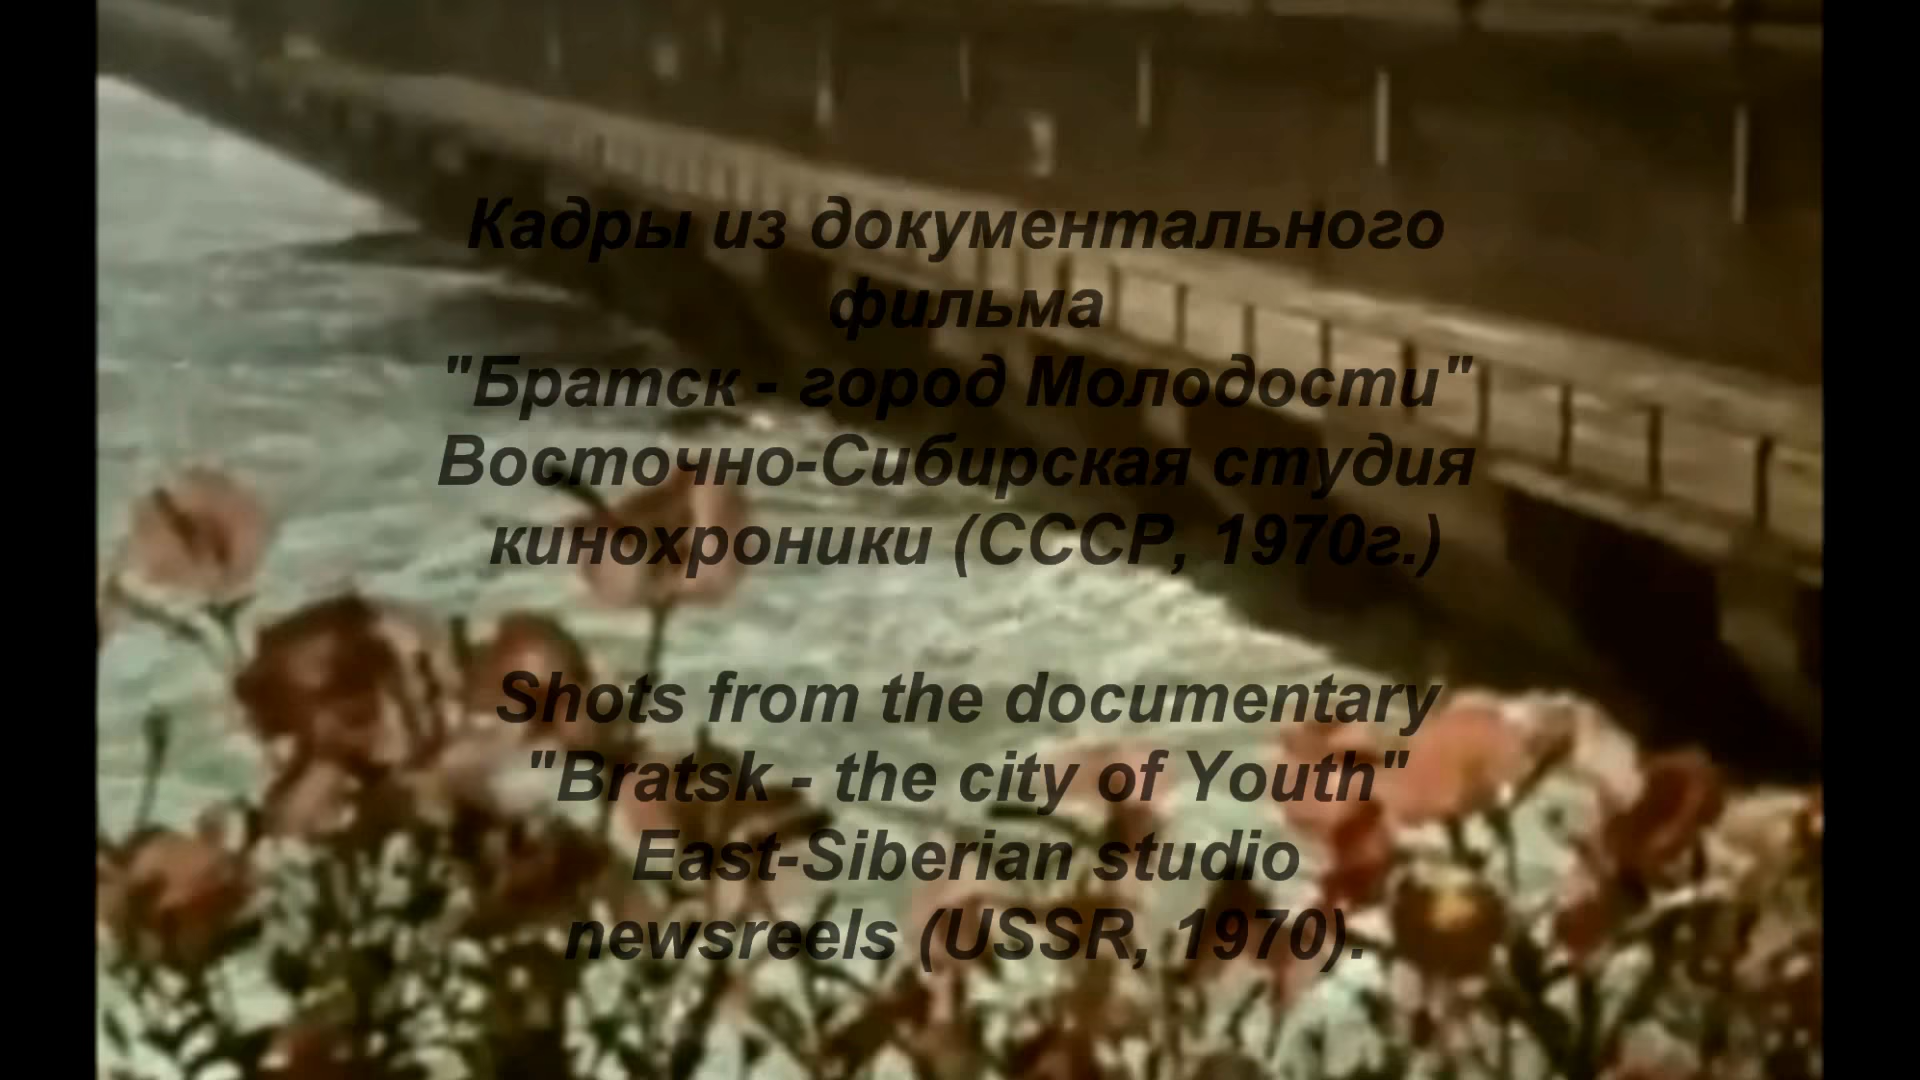 Кадры из документального
фильма
"Братск - город Молодости"
Восточно-Сибирская студия
кинохроники (СССР, 1970г.)
Shots from the documentary
"Bratsk - the city of Youth"
East-Siberian studio
newsreels (USSR, 1970).